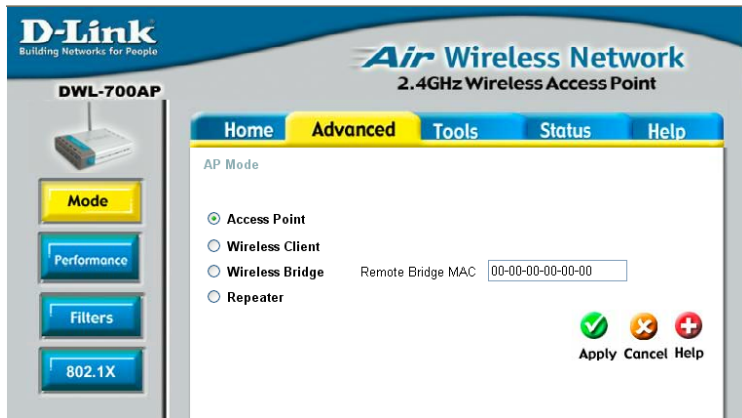 D-Link
Building Networks for People
Air Wireless Network
2.4GHz Wireless Access Point
DWL-700AP
Home Advanced Tools Status Help
AP Mode
Mode
Performance
Filters
802.1X
Access Point
Wireless Client
Wireless Bridge Remote Bridge MAC 00-00-00-00-00-00
Repeater
Apply Cancel Help